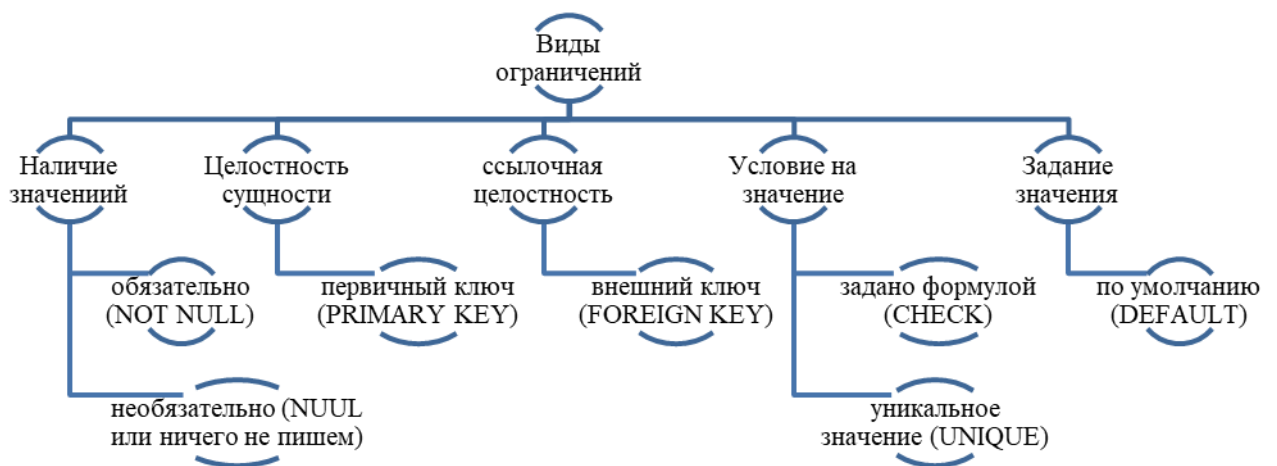 Виды
ограничений
Наличие
значениий
Целостность
сущности
ссылочная
целостность
Условие на
значение
Задание
значения
обязательно
(NOT NULL)
первичный ключ
(PRIMARY KEY)
внешний ключ
(FOREIGN KEY)
задано формулой
(CHECK)
по умолчанию
(DEFAULT)
необязательно (NUUL
или ничего не пишем)
уникальное
значение (UNIQUE)